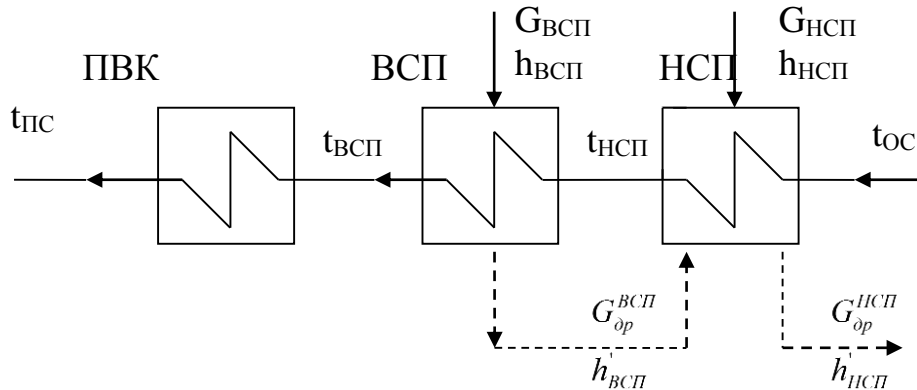 G_ВСП
h_ВСП
G_НСП
h_НСП
ПВК
ВСП
НСП
t_ПС
t_ВСП
t_НСП
t_ОС
G_др^ВСП
h'_ВСП
G_др^НСП
h'_НСП